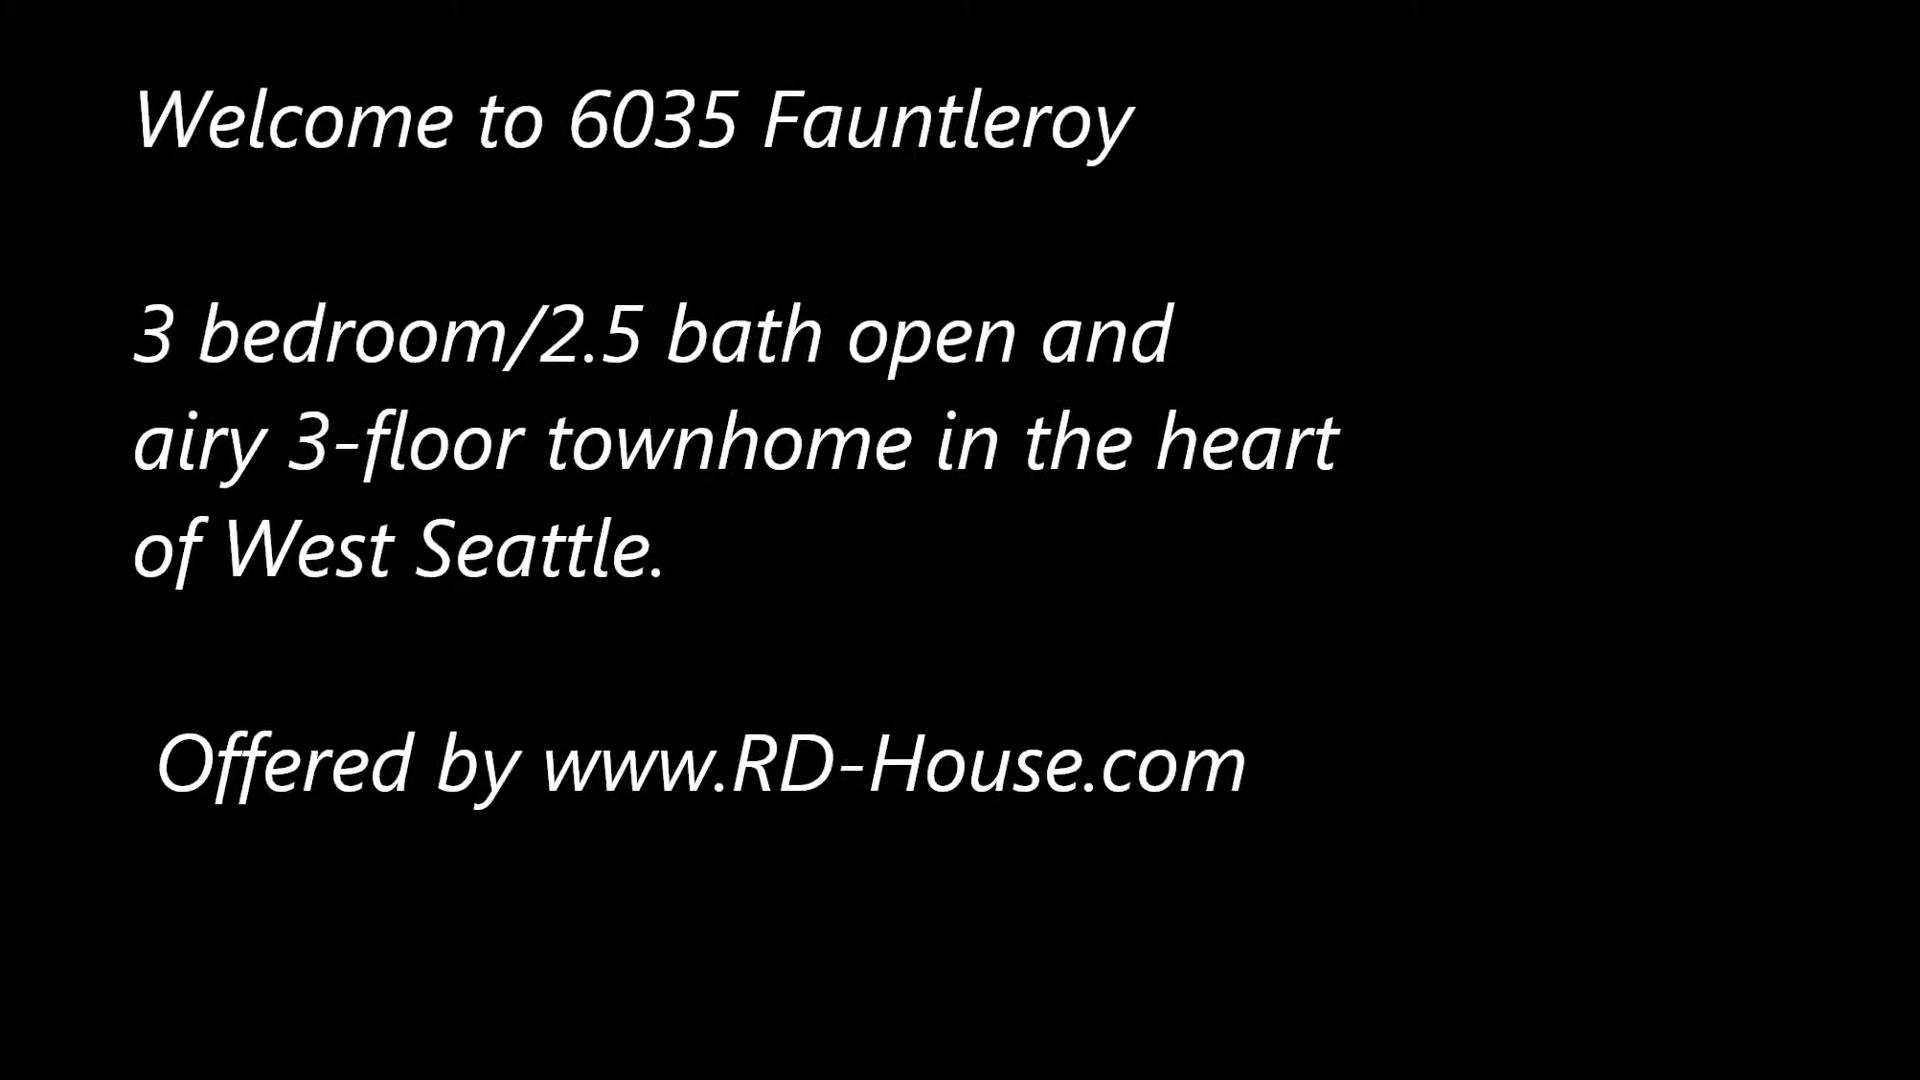 Welcome to 6035 Fauntleroy
3 bedroom/2.5 bath open and
airy 3-floor townhome in the heart
of West Seattle.
Offered by www.RD-House.com